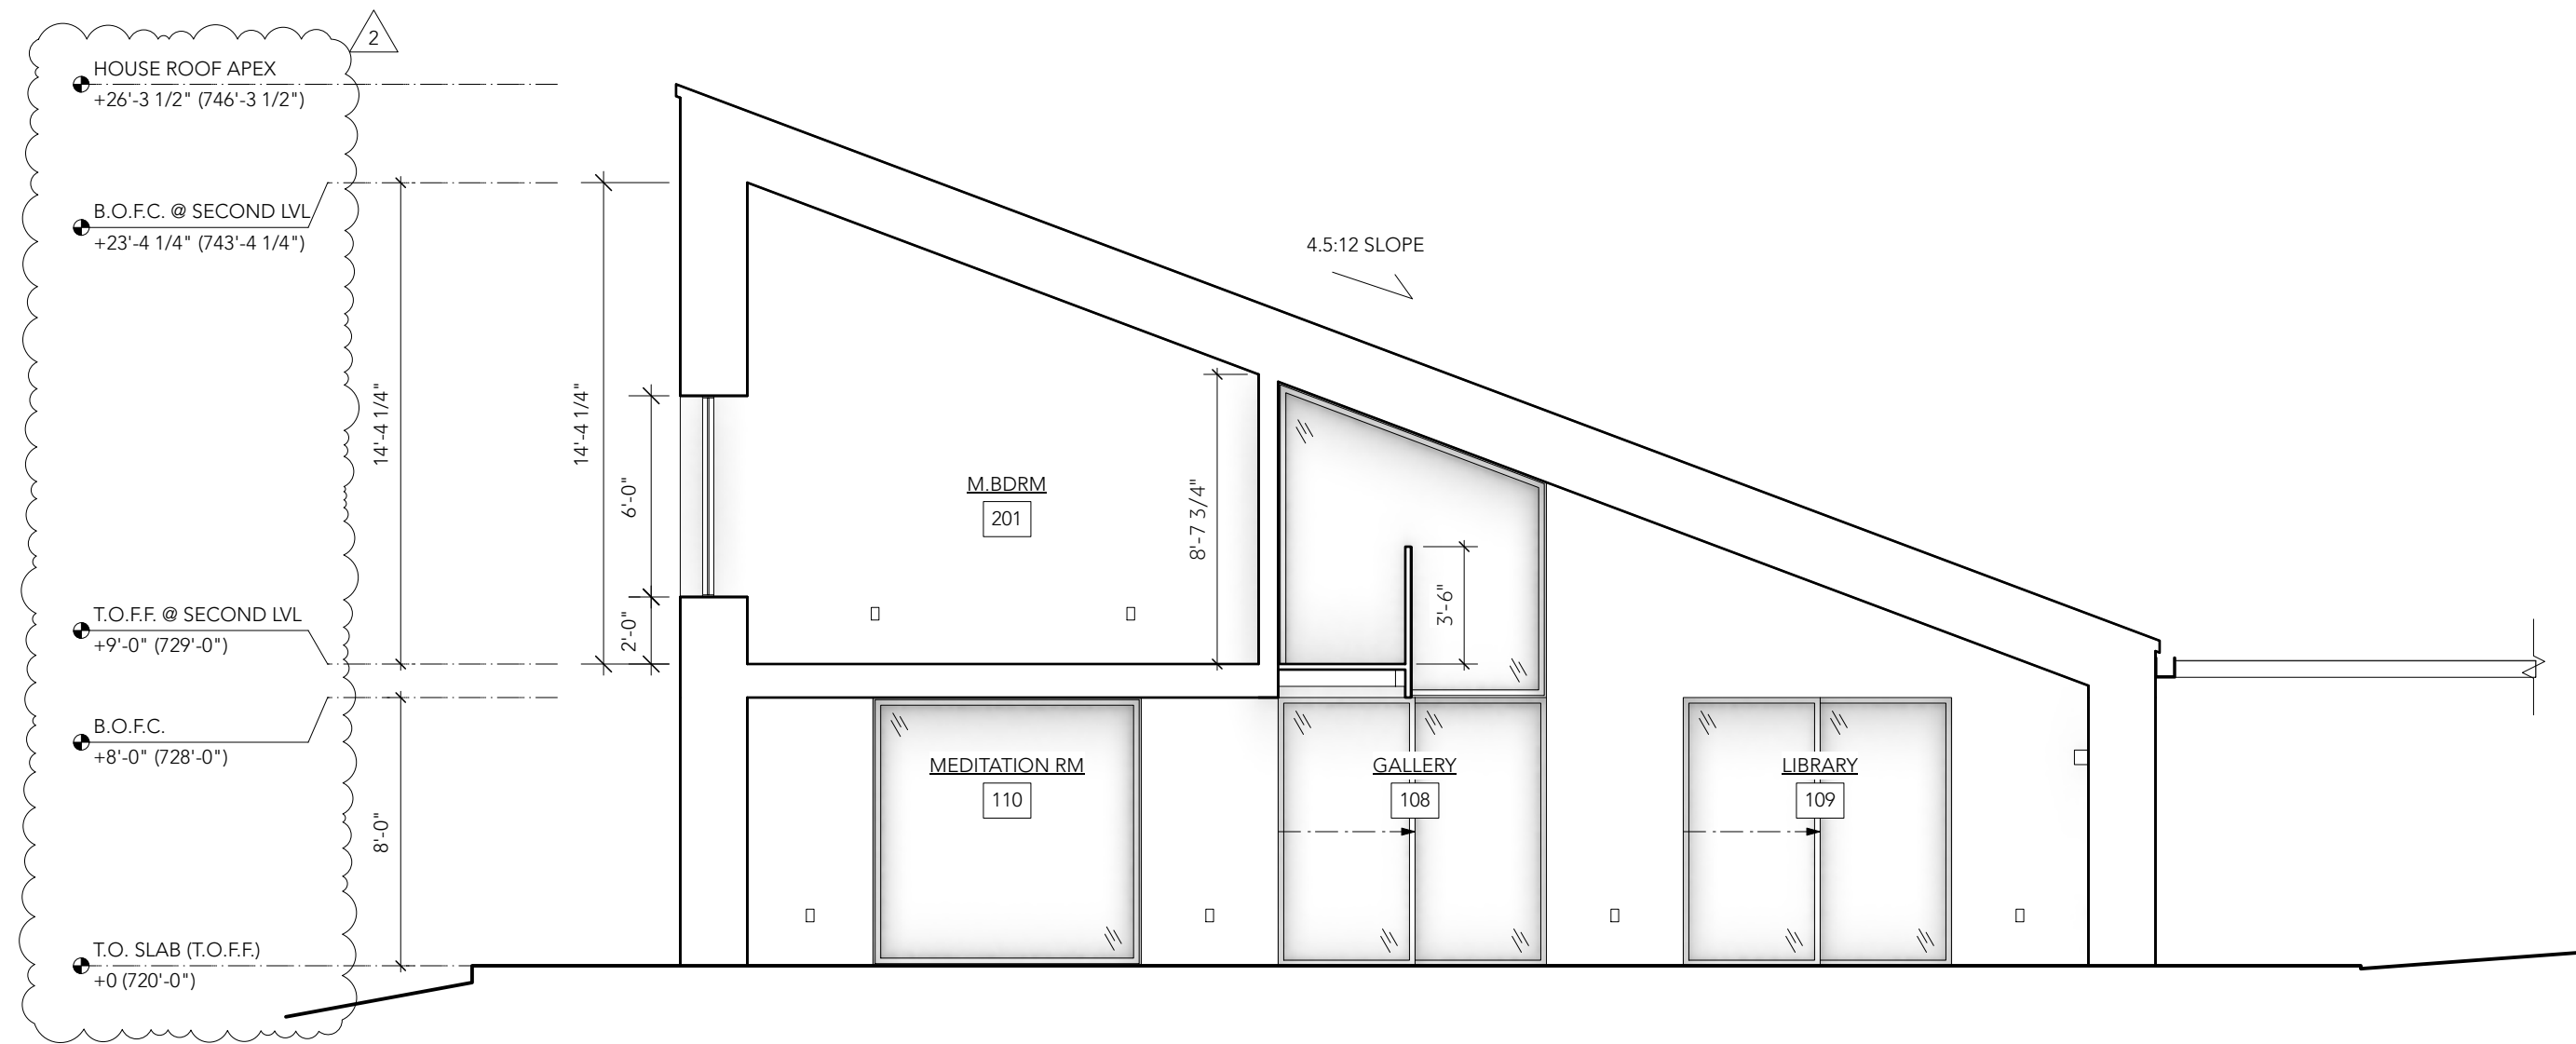 2
HOUSE ROOF APEX
+26'-3 1/2" (746'-3 1/2")
B.O.F.C. @ SECOND LVL
+23'-4 1/4" (743'-4 1/4")
4.5:12 SLOPE
14'-4 1/4"
14'-4 1/4"
6'-0"
M.BDRM
201
8'-7 3/4"
3'-6"
2'-0"
T.O.F.F. @ SECOND LVL
+9'-0" (729'-0")
B.O.F.C.
+8'-0" (728'-0")
8'-0"
MEDITATION RM
110
GALLERY
108
LIBRARY
109
T.O. SLAB (T.O.F.F.)
+0 (720'-0")